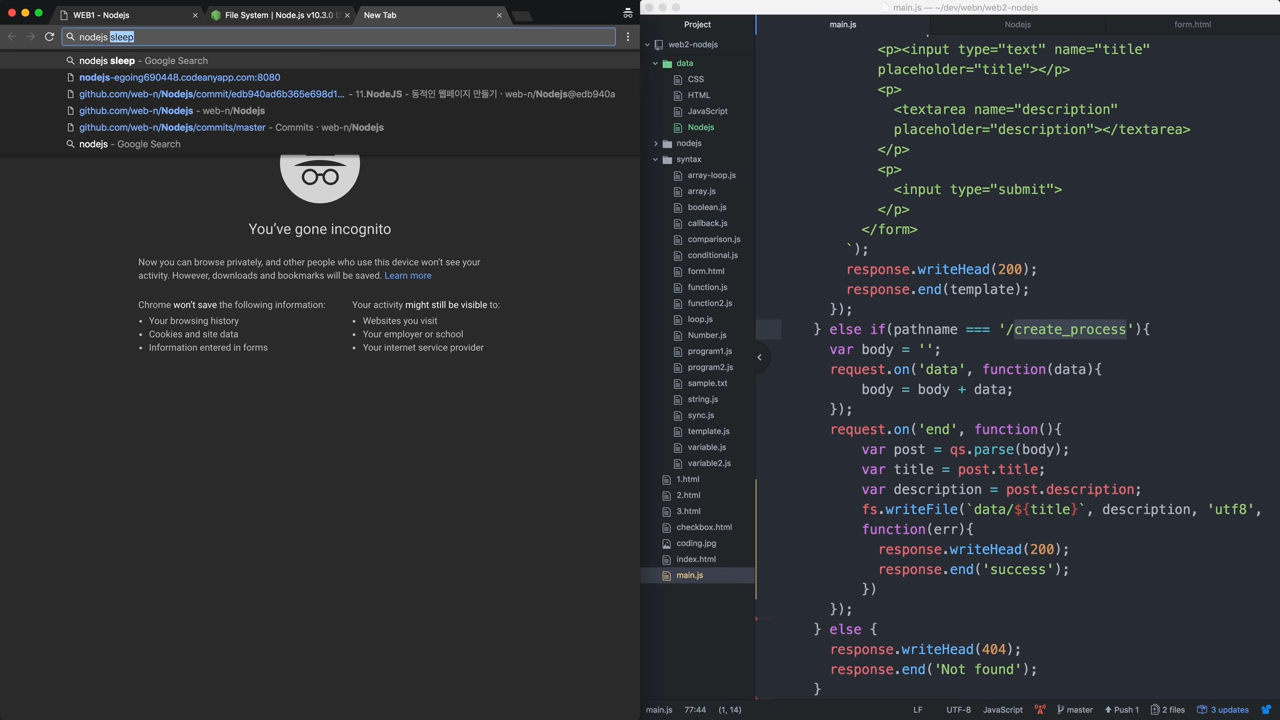 WEB1 - Nodejs
File System | Node.js v10.3.0
New Tab
nodejs sleep
nodejs sleep - Google Search
nodejs-egoing690448.codeanyapp.com:8080
github.com/web-n/Nodejs/commit/edb940ad6b365e698d1... - 11.NodeJS - 동적인 웹페이지 만들기 · web-n/Nodejs@edb940a
github.com/web-n/Nodejs - web-n/Nodejs
github.com/web-n/Nodejs/commits/master - Commits · web-n/Nodejs
nodejs - Google Search
You've gone incognito
Now you can browse privately, and other people who use this device won't see your
activity. However, downloads and bookmarks will be saved. Learn more
Chrome won't save the following information:
• Your browsing history
• Cookies and site data
• Information entered in forms
Your activity might still be visible to:
• Websites you visit
• Your employer or school
• Your internet service provider
main.js — ~/dev/webn/web2-nodejs
Project
web2-nodejs
data
CSS
HTML
JavaScript
Nodejs
nodejs
syntax
array-loop.js
array.js
boolean.js
callback.js
comparison.js
conditional.js
form.html
function.js
function2.js
loop.js
Number.js
program1.js
program2.js
sample.txt
string.js
sync.js
template.js
variable.js
variable2.js
1.html
2.html
3.html
checkbox.html
coding.jpg
index.html
main.js
main.js
Nodejs
form.html
<p><input type="text" name="title"
placeholder="title"></p>
<p>
<textarea name="description"
placeholder="description"></textarea>
</p>
<p>
<input type="submit">
</p>
</form>
`);
response.writeHead(200);
response.end(template);
});
} else if(pathname === '/create_process'){
var body = '';
request.on('data', function(data){
body = body + data;
});
request.on('end', function(){
var post = qs.parse(body);
var title = post.title;
var description = post.description;
fs.writeFile(`data/${title}`, description, 'utf8',
function(err){
response.writeHead(200);
response.end('success');
})
});
} else {
response.writeHead(404);
response.end('Not found');
}
main.js 77:44 (1, 14) LF UTF-8 JavaScript master Push 1 2 files 3 updates